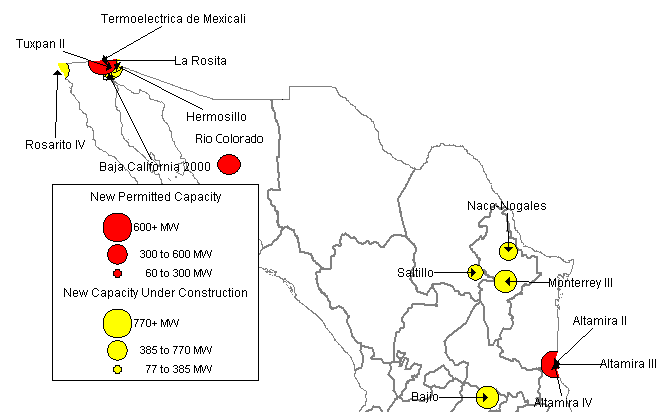 Termoelectrica de Mexicali
Tuxpan II
La Rosita
Hermosillo
Rio Colorado
Rosarito IV
Baja California 2000
New Permitted Capacity
600+ MW
300 to 600 MW
60 to 300 MW
New Capacity Under Construction
770+ MW
385 to 770 MW
77 to 385 MW
Naco-Nogales
Saltillo
Monterrey III
Altamira II
Altamira III
Altamira IV
Bajio